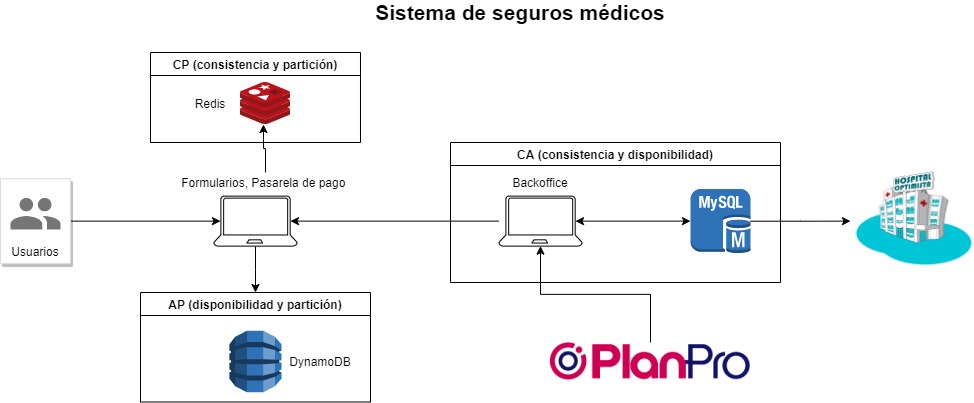 Sistema de seguros médicos
CP (consistencia y partición)
Redis
Formularios, Pasarela de pago
Usuarios
AP (disponibilidad y partición)
DynamoDB
CA (consistencia y disponibilidad)
Backoffice
MySQL
M
HOSPITAL
OPTIMISTA
PlanPro